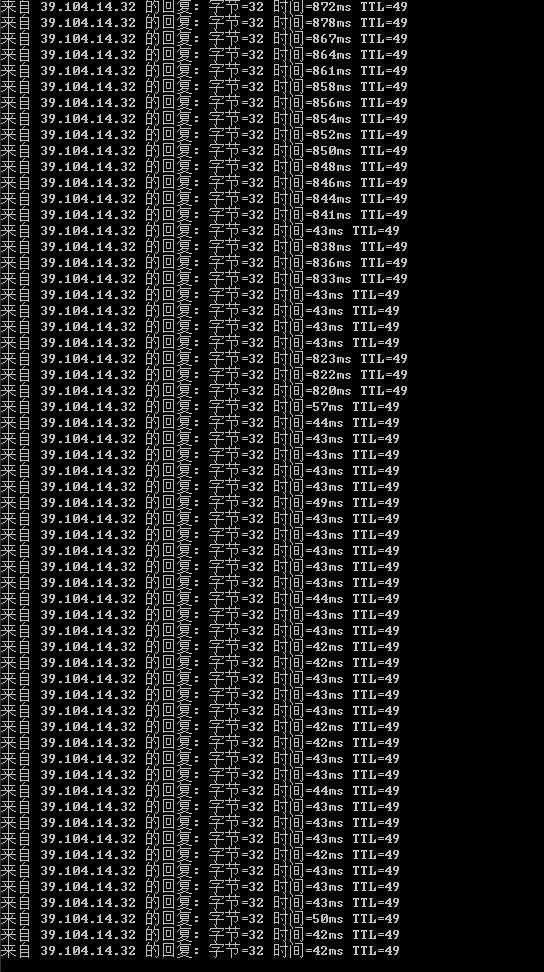 来自 39.104.14.32 的回复: 字节=32 时间=872ms TTL=49
来自 39.104.14.32 的回复: 字节=32 时间=878ms TTL=49
来自 39.104.14.32 的回复: 字节=32 时间=867ms TTL=49
来自 39.104.14.32 的回复: 字节=32 时间=864ms TTL=49
来自 39.104.14.32 的回复: 字节=32 时间=861ms TTL=49
来自 39.104.14.32 的回复: 字节=32 时间=858ms TTL=49
来自 39.104.14.32 的回复: 字节=32 时间=856ms TTL=49
来自 39.104.14.32 的回复: 字节=32 时间=854ms TTL=49
来自 39.104.14.32 的回复: 字节=32 时间=852ms TTL=49
来自 39.104.14.32 的回复: 字节=32 时间=850ms TTL=49
来自 39.104.14.32 的回复: 字节=32 时间=848ms TTL=49
来自 39.104.14.32 的回复: 字节=32 时间=846ms TTL=49
来自 39.104.14.32 的回复: 字节=32 时间=844ms TTL=49
来自 39.104.14.32 的回复: 字节=32 时间=841ms TTL=49
来自 39.104.14.32 的回复: 字节=32 时间=43ms TTL=49
来自 39.104.14.32 的回复: 字节=32 时间=838ms TTL=49
来自 39.104.14.32 的回复: 字节=32 时间=836ms TTL=49
来自 39.104.14.32 的回复: 字节=32 时间=833ms TTL=49
来自 39.104.14.32 的回复: 字节=32 时间=43ms TTL=49
来自 39.104.14.32 的回复: 字节=32 时间=43ms TTL=49
来自 39.104.14.32 的回复: 字节=32 时间=43ms TTL=49
来自 39.104.14.32 的回复: 字节=32 时间=43ms TTL=49
来自 39.104.14.32 的回复: 字节=32 时间=823ms TTL=49
来自 39.104.14.32 的回复: 字节=32 时间=822ms TTL=49
来自 39.104.14.32 的回复: 字节=32 时间=820ms TTL=49
来自 39.104.14.32 的回复: 字节=32 时间=57ms TTL=49
来自 39.104.14.32 的回复: 字节=32 时间=44ms TTL=49
来自 39.104.14.32 的回复: 字节=32 时间=43ms TTL=49
来自 39.104.14.32 的回复: 字节=32 时间=43ms TTL=49
来自 39.104.14.32 的回复: 字节=32 时间=43ms TTL=49
来自 39.104.14.32 的回复: 字节=32 时间=43ms TTL=49
来自 39.104.14.32 的回复: 字节=32 时间=49ms TTL=49
来自 39.104.14.32 的回复: 字节=32 时间=43ms TTL=49
来自 39.104.14.32 的回复: 字节=32 时间=43ms TTL=49
来自 39.104.14.32 的回复: 字节=32 时间=43ms TTL=49
来自 39.104.14.32 的回复: 字节=32 时间=43ms TTL=49
来自 39.104.14.32 的回复: 字节=32 时间=43ms TTL=49
来自 39.104.14.32 的回复: 字节=32 时间=44ms TTL=49
来自 39.104.14.32 的回复: 字节=32 时间=43ms TTL=49
来自 39.104.14.32 的回复: 字节=32 时间=43ms TTL=49
来自 39.104.14.32 的回复: 字节=32 时间=42ms TTL=49
来自 39.104.14.32 的回复: 字节=32 时间=42ms TTL=49
来自 39.104.14.32 的回复: 字节=32 时间=43ms TTL=49
来自 39.104.14.32 的回复: 字节=32 时间=43ms TTL=49
来自 39.104.14.32 的回复: 字节=32 时间=43ms TTL=49
来自 39.104.14.32 的回复: 字节=32 时间=42ms TTL=49
来自 39.104.14.32 的回复: 字节=32 时间=42ms TTL=49
来自 39.104.14.32 的回复: 字节=32 时间=43ms TTL=49
来自 39.104.14.32 的回复: 字节=32 时间=43ms TTL=49
来自 39.104.14.32 的回复: 字节=32 时间=44ms TTL=49
来自 39.104.14.32 的回复: 字节=32 时间=43ms TTL=49
来自 39.104.14.32 的回复: 字节=32 时间=43ms TTL=49
来自 39.104.14.32 的回复: 字节=32 时间=43ms TTL=49
来自 39.104.14.32 的回复: 字节=32 时间=42ms TTL=49
来自 39.104.14.32 的回复: 字节=32 时间=43ms TTL=49
来自 39.104.14.32 的回复: 字节=32 时间=43ms TTL=49
来自 39.104.14.32 的回复: 字节=32 时间=43ms TTL=49
来自 39.104.14.32 的回复: 字节=32 时间=50ms TTL=49
来自 39.104.14.32 的回复: 字节=32 时间=42ms TTL=49
来自 39.104.14.32 的回复: 字节=32 时间=42ms TTL=49